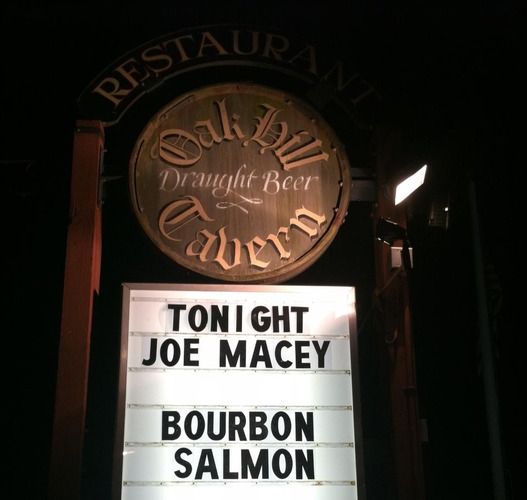 RESTAURANT
Oak Hill
Draught Beer
Tavern
TONIGHT
JOE MACEY
BOURBON
SALMON